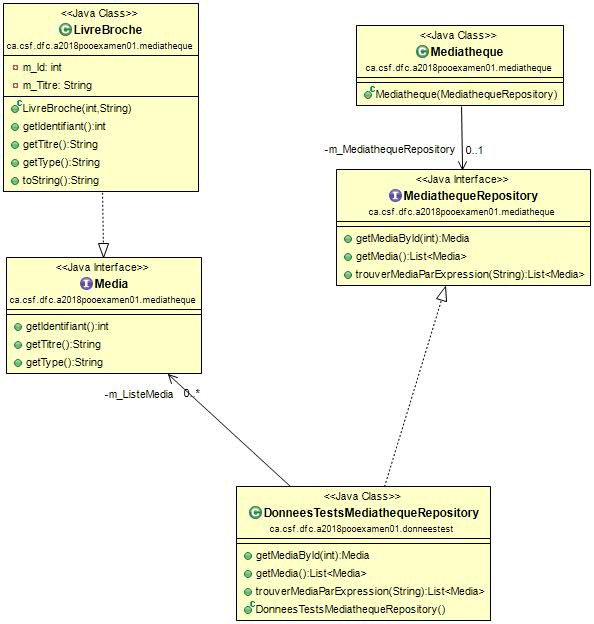 <<Java Class>>
LivreBroche
ca.csf.dfc.a2018pooexamen01.mediatheque
m_Id: int
m_Titre: String
LivreBroche(int,String)
getIdentifiant():int
getTitre():String
getType():String
toString():String
<<Java Class>>
Mediatheque
ca.csf.dfc.a2018pooexamen01.mediatheque
Mediatheque(MediathequeRepository)
-m_MediathequeRepository 0..1
<<Java Interface>>
MediathequeRepository
ca.csf.dfc.a2018pooexamen01.mediatheque
getMediaById(int):Media
getMedia():List<Media>
trouverMediaParExpression(String):List<Media>
<<Java Interface>>
Media
ca.csf.dfc.a2018pooexamen01.mediatheque
getIdentifiant():int
getTitre():String
getType():String
-m_ListeMedia 0..*
<<Java Class>>
DonneesTestsMediathequeRepository
ca.csf.dfc.a2018pooexamen01.donneestest
getMediaById(int):Media
getMedia():List<Media>
trouverMediaParExpression(String):List<Media>
DonneesTestsMediathequeRepository()